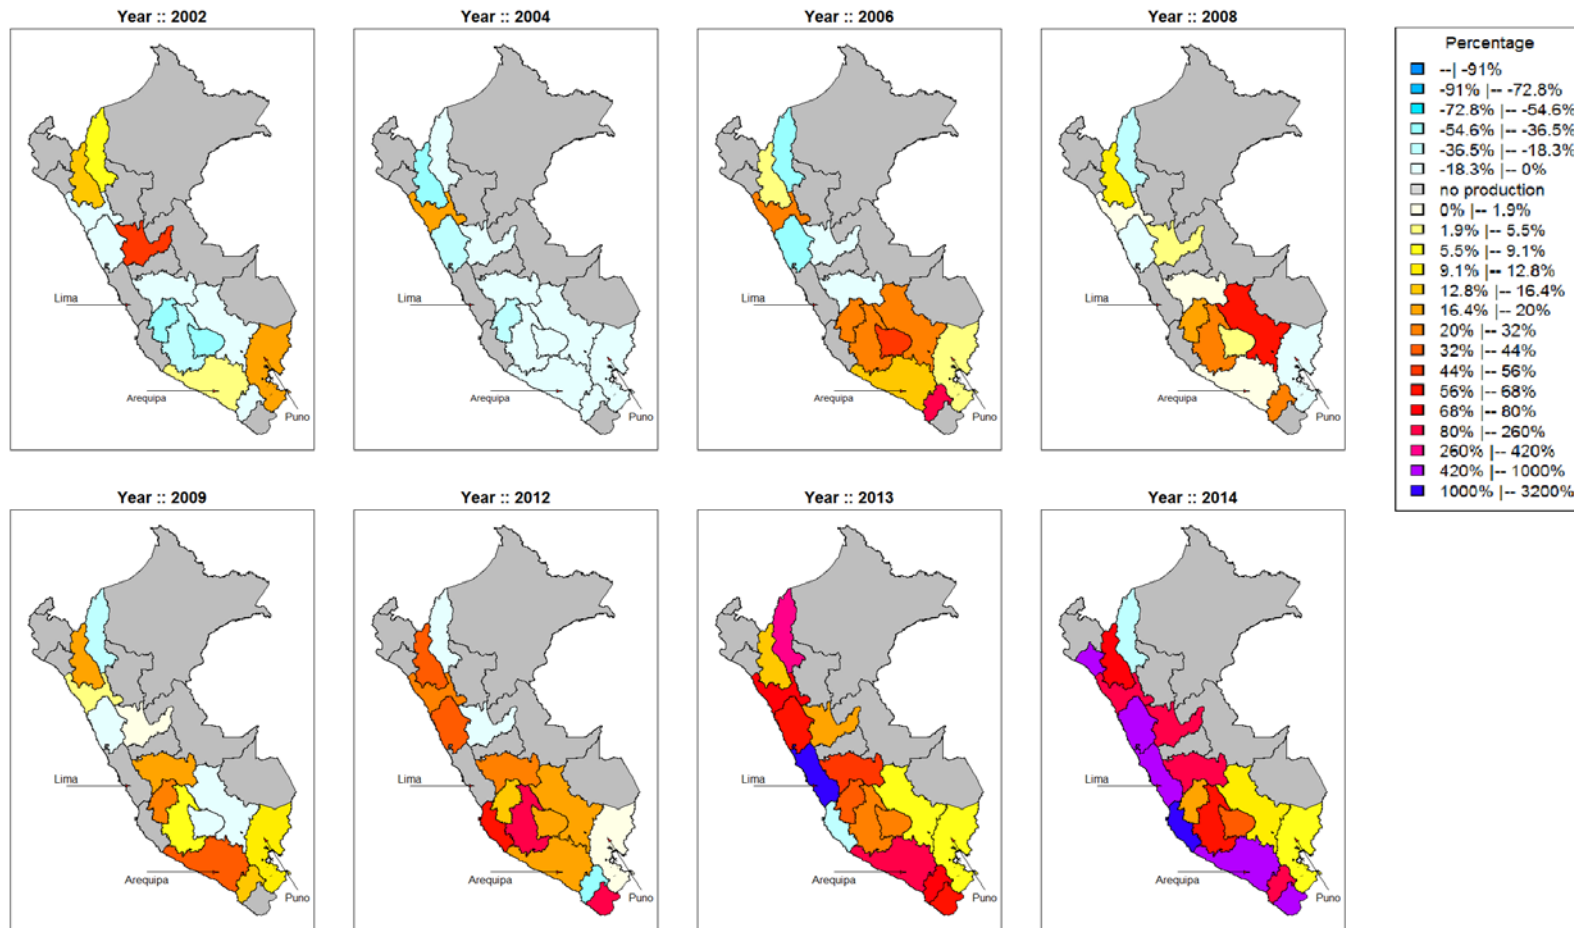 Year :: 2002
Year :: 2004
Year :: 2006
Year :: 2008
Lima
Arequipa
Puno
Lima
Arequipa
Puno
Lima
Arequipa
Puno
Lima
Arequipa
Puno
Percentage
--| -91%
-91% |-- -72.8%
-72.8% |-- -54.6%
-54.6% |-- -36.5%
-36.5% |-- -18.3%
-18.3% |-- 0%
no production
0% |-- 1.9%
1.9% |-- 5.5%
5.5% |-- 9.1%
9.1% |-- 12.8%
12.8% |-- 16.4%
16.4% |-- 20%
20% |-- 32%
32% |-- 44%
44% |-- 56%
56% |-- 68%
68% |-- 80%
80% |-- 260%
260% |-- 420%
420% |-- 1000%
1000% |-- 3200%
Year :: 2009
Year :: 2012
Year :: 2013
Year :: 2014
Lima
Arequipa
Puno
Lima
Arequipa
Puno
Lima
Arequipa
Puno
Lima
Arequipa
Puno